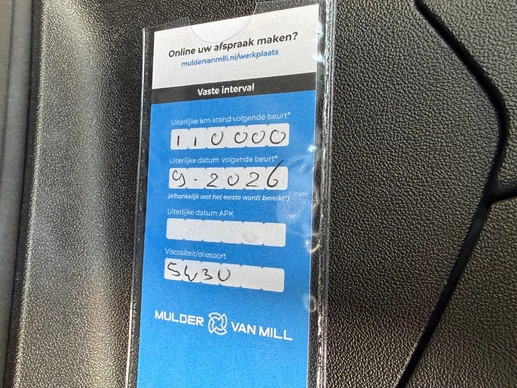 Online uw afspraak maken?
muldervanmill.nl/werkplaats
Vaste interval
Uiterlijke km-stand volgende beurt*
110000
Uiterlijke datum volgende beurt*
9-2026
(Afhankelijk wat het eerste wordt bereikt*)
Uiterlijke datum APK
Viscositeit/oliesoort
5W30
MULDER VAN MILL